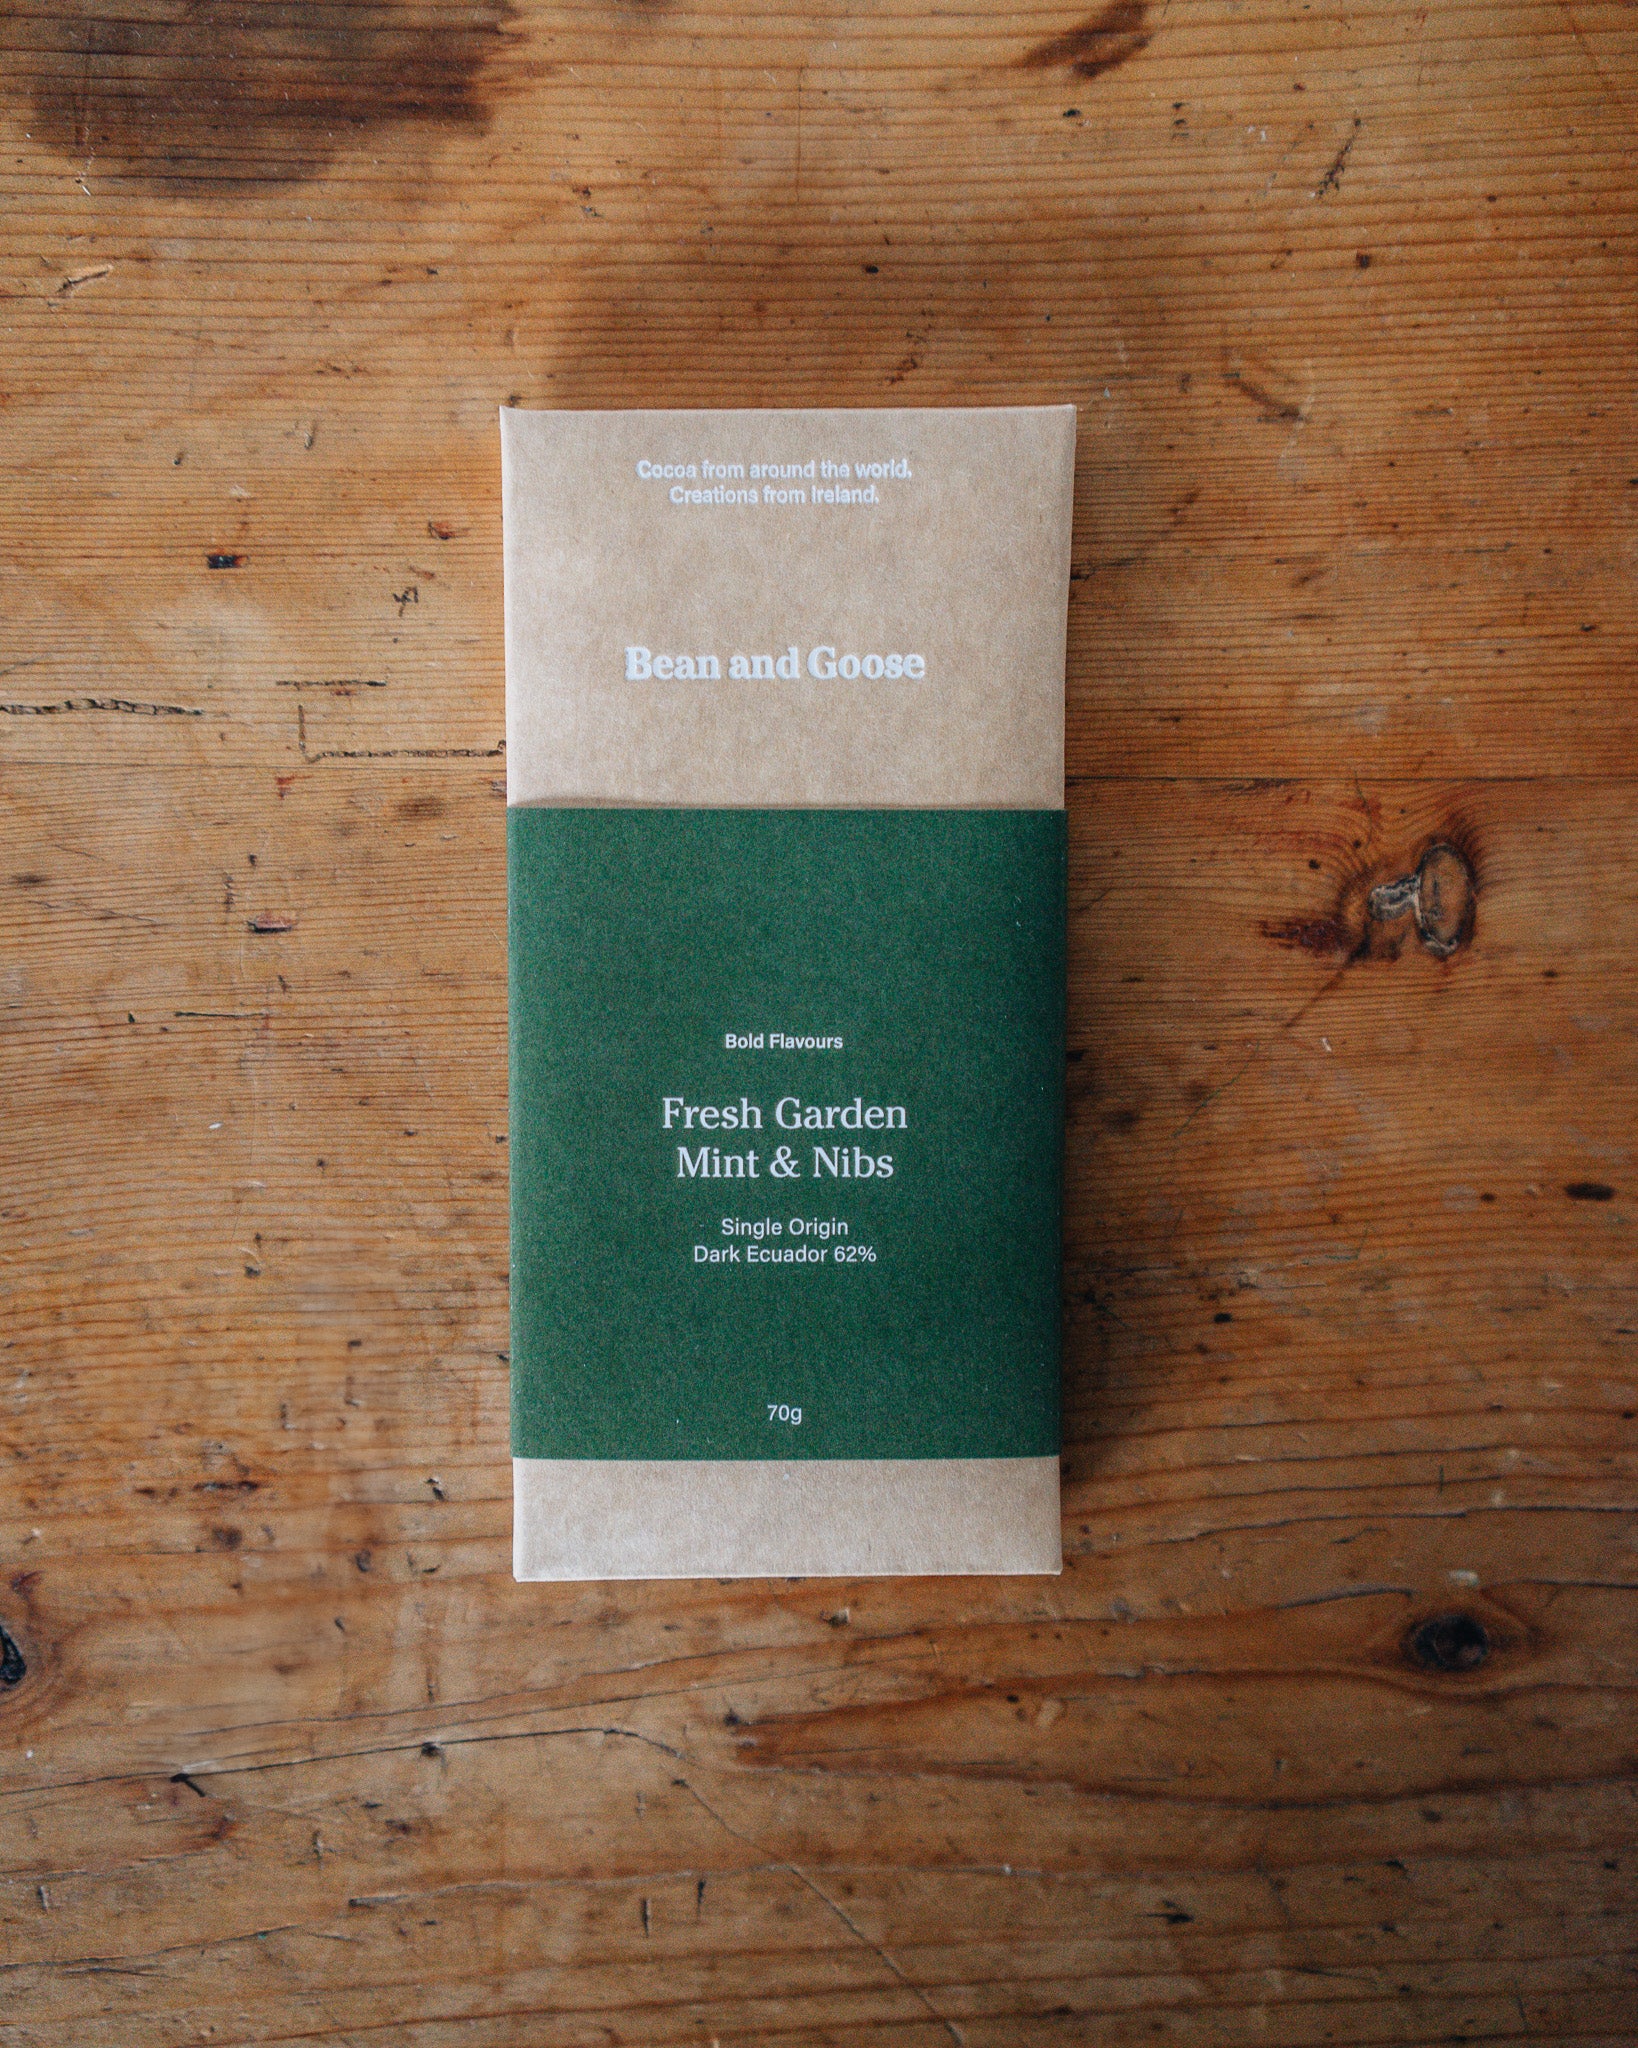 Cocoa from around the world.
Creations from Ireland.
Bean and Goose
Bold Flavours
Fresh Garden
Mint & Nibs
Single Origin
Dark Ecuador 62%
70g